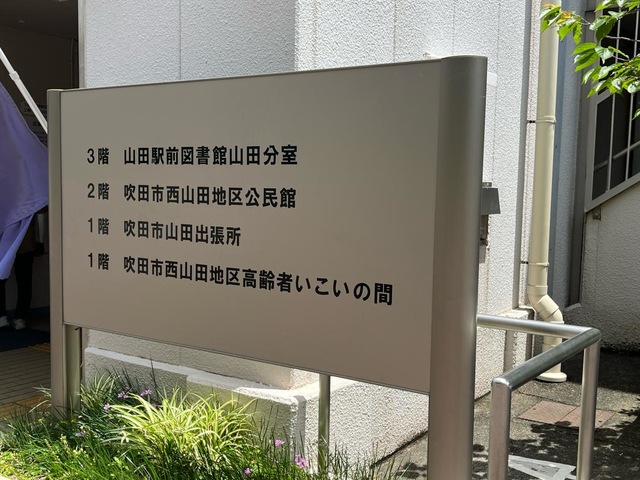 3階 山田駅前図書館山田分室
2階 吹田市西山田地区公民館
1階 吹田市山田出張所
1階 吹田市西山田地区高齢者いこいの間